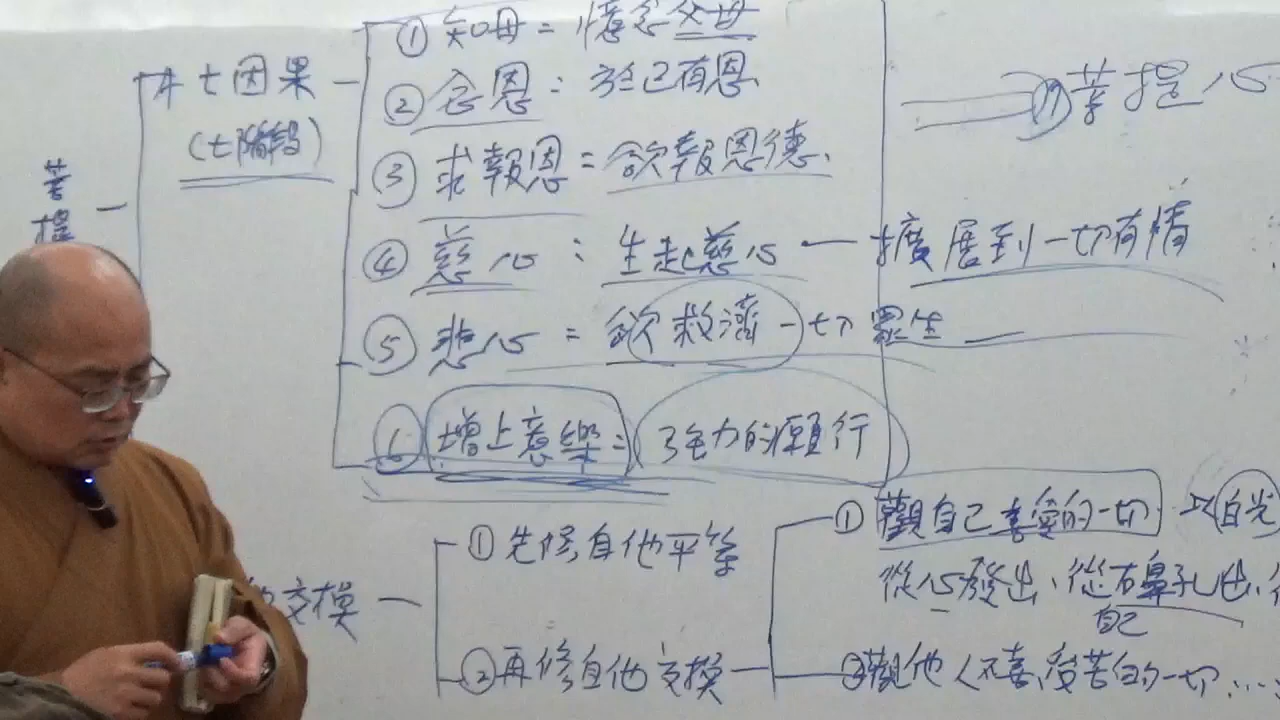 菩提
七因果
(七階段)
① 知母=憶念父母
② 念恩:於己有恩
③ 求報恩=欲報恩德.
④ 慈心:生起慈心—擴展到一切有情
⑤ 悲心=欲救濟一切眾生
⑥ 增上意樂=強力的願行
⑺菩提心
交換
① 先修自他平等
② 再修自他交換
① 觀自己喜愛的一切 以白光
從心發出、從右鼻孔出、
自己
②觀他人不喜、受苦的一切....